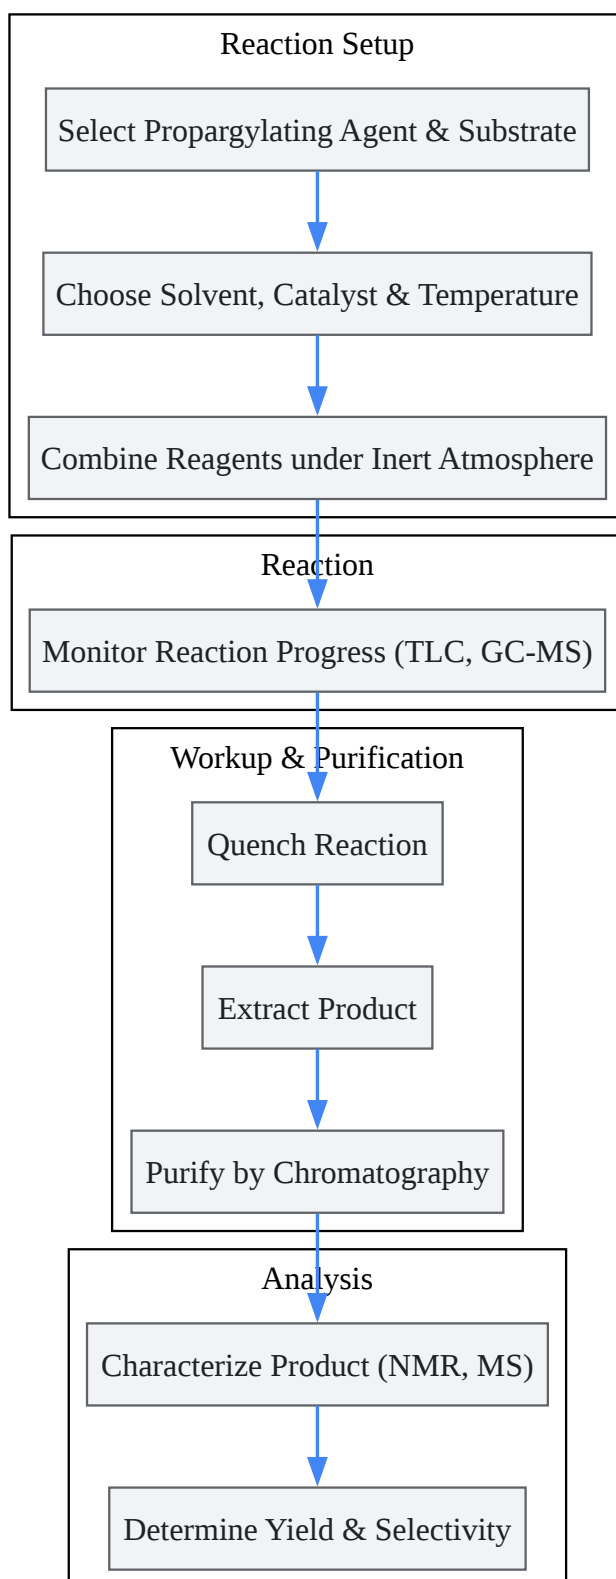 Reaction Setup
Select Propargylating Agent & Substrate
Choose Solvent, Catalyst & Temperature
Combine Reagents under Inert Atmosphere
Reaction
Monitor Reaction Progress (TLC, GC-MS)
Workup & Purification
Quench Reaction
Extract Product
Purify by Chromatography
Analysis
Characterize Product (NMR, MS)
Determine Yield & Selectivity